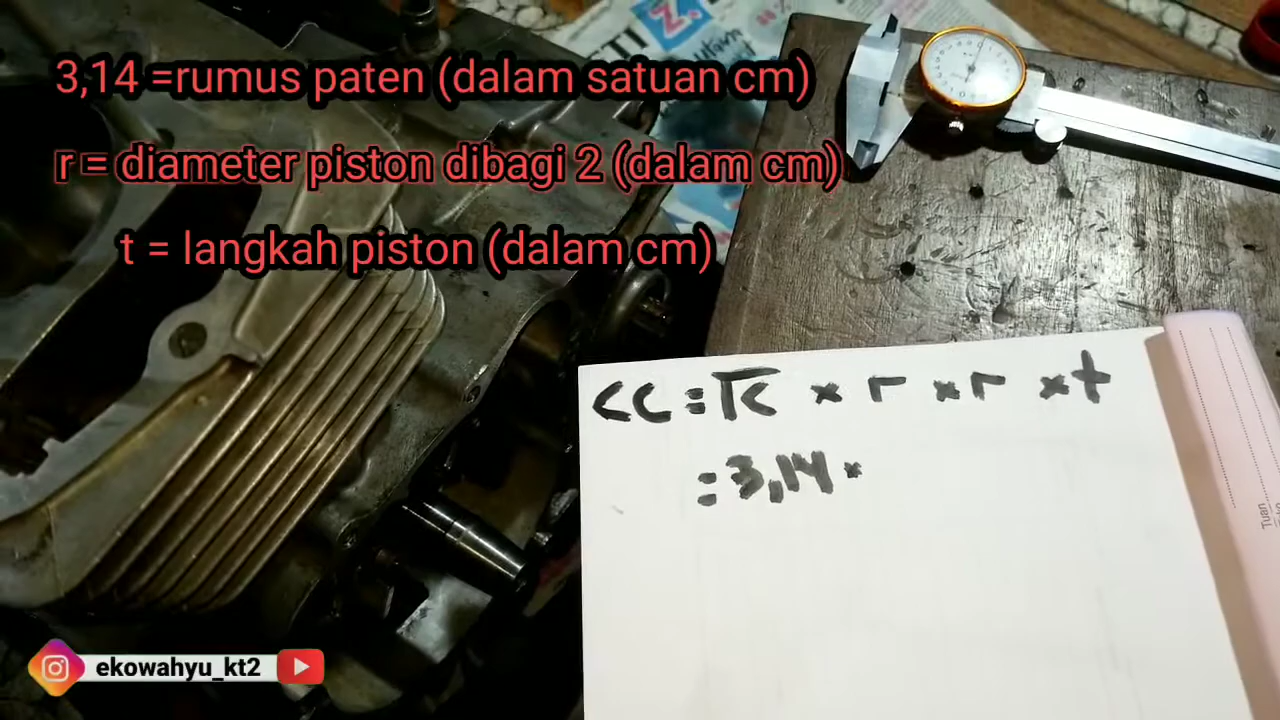 3,14 =rumus paten (dalam satuan cm)
r = diameter piston dibagi 2 (dalam cm)
t = langkah piston (dalam cm)
CC = π × r × r × t
= 3,14 ×
Tuan
ekowahyu_kt2